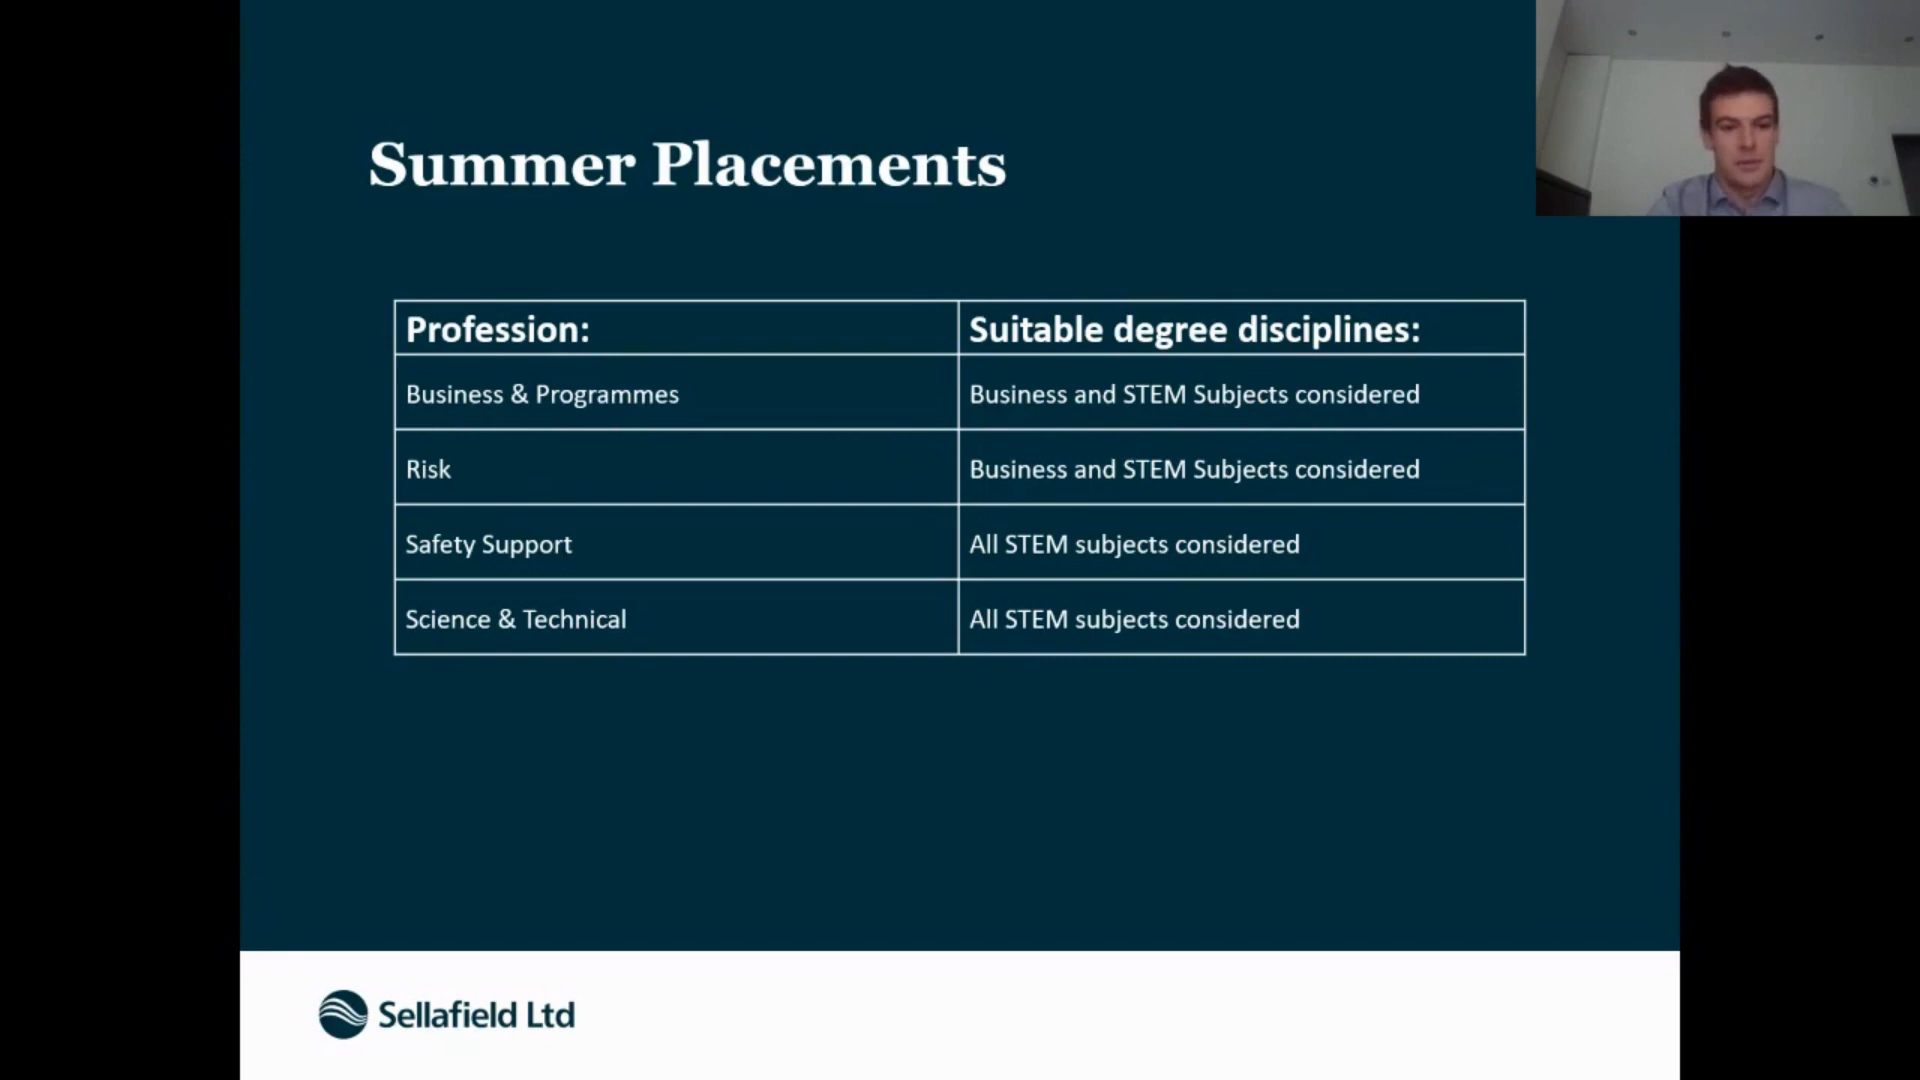 Summer Placements
Profession: Suitable degree disciplines:
Business & Programmes Business and STEM Subjects considered
Risk Business and STEM Subjects considered
Safety Support All STEM subjects considered
Science & Technical All STEM subjects considered
Sellafield Ltd